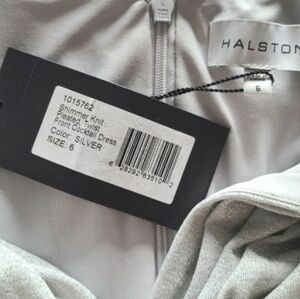 HALSTON
6
1015762
Shimmer Knit
Pleated, Twist
Front Cocktail Dress
Color: SILVER
SIZE: 6